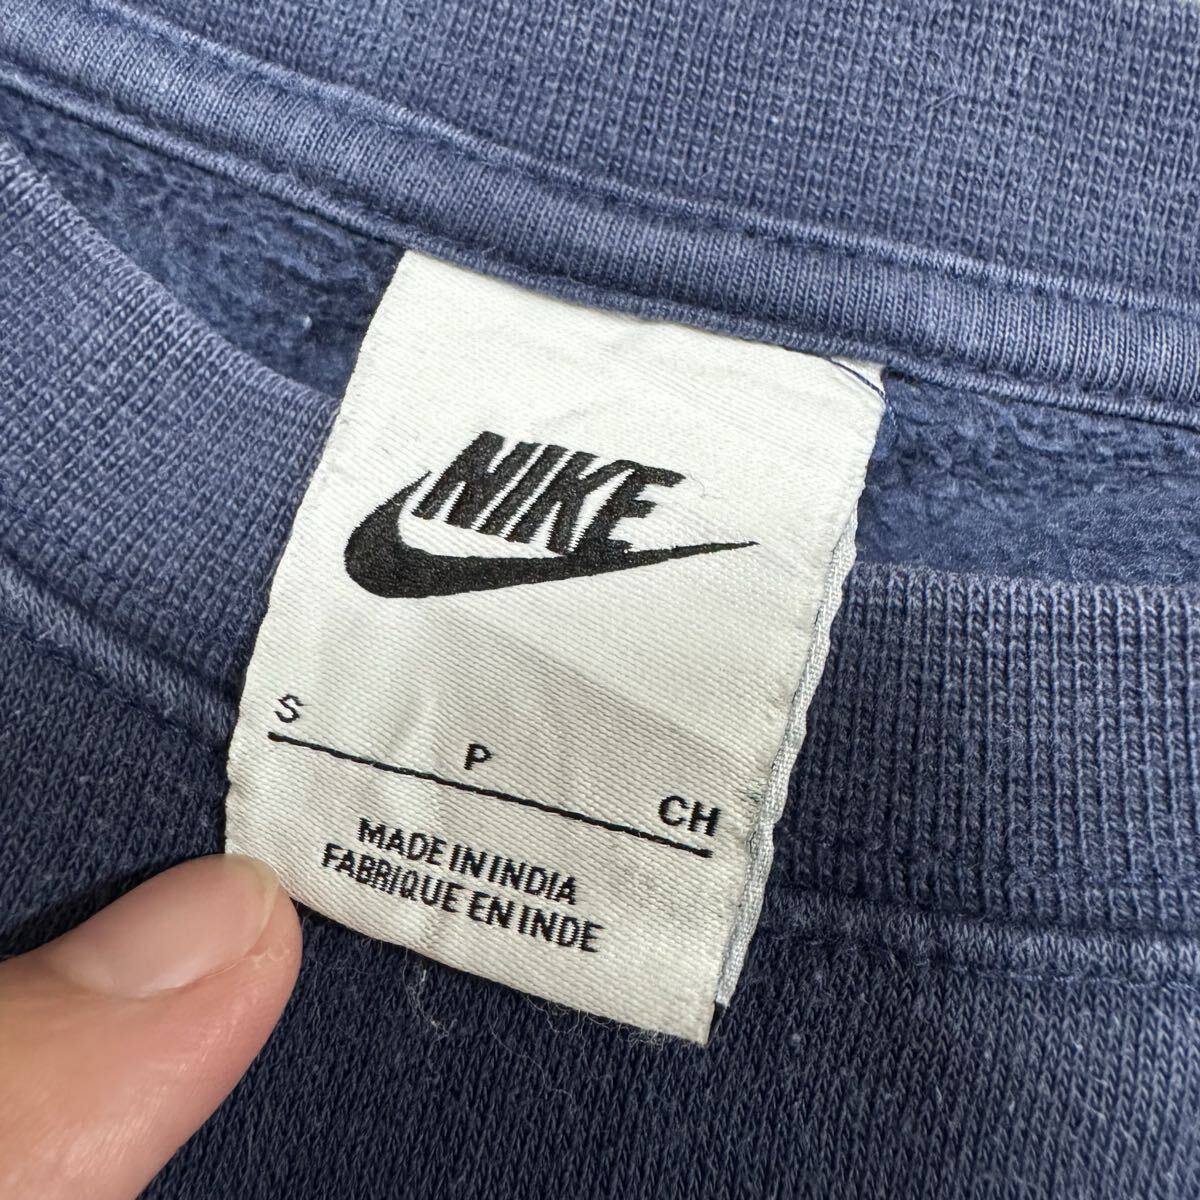 NIKE
S P CH
MADE IN INDIA
FABRIQUE EN INDE